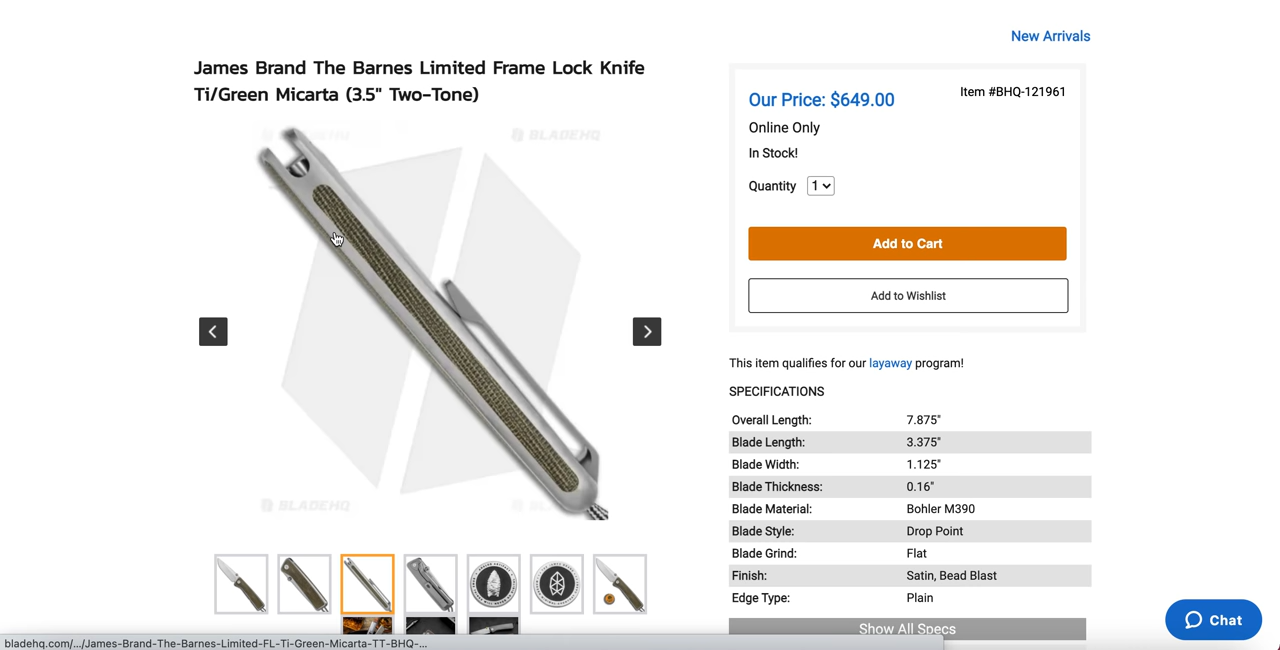 New Arrivals
James Brand The Barnes Limited Frame Lock Knife
Ti/Green Micarta (3.5" Two-Tone)
BLADEHQ
Our Price: $649.00
Item #BHQ-121961
Online Only
In Stock!
Quantity 1
Add to Cart
Add to Wishlist
This item qualifies for our layaway program!
SPECIFICATIONS
Overall Length: 7.875"
Blade Length: 3.375"
Blade Width: 1.125"
Blade Thickness: 0.16"
Blade Material: Bohler M390
Blade Style: Drop Point
Blade Grind: Flat
Finish: Satin, Bead Blast
Edge Type: Plain
Show All Specs
BLADEHQ
Chat
bladehq.com/.../James-Brand-The-Barnes-Limited-FL-Ti-Green-Micarta-TT-BHQ-...